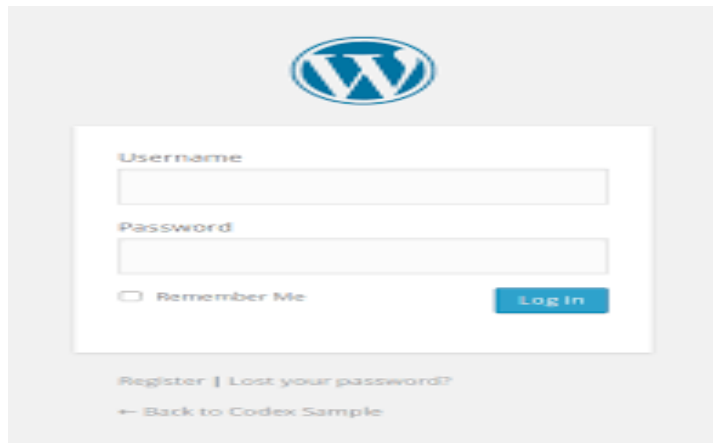 Username
Password
Remember Me
Log In
Register | Lost your password?
← Back to Codex Sample